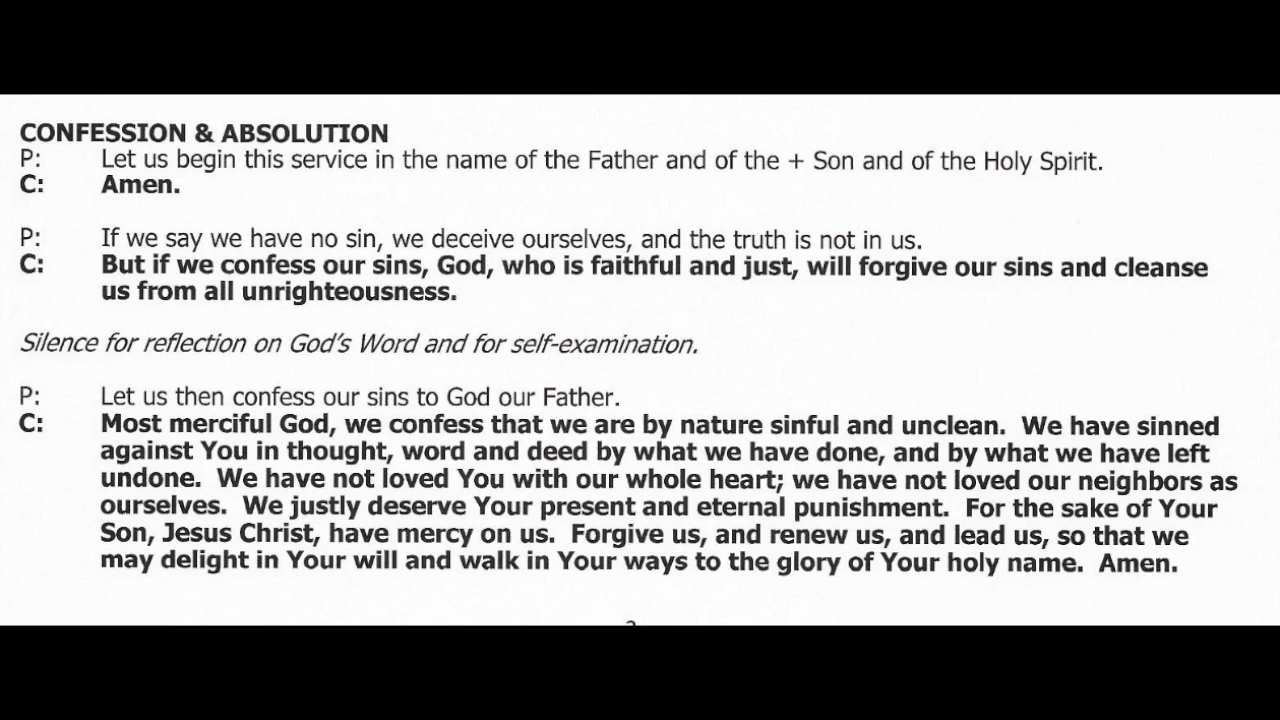 CONFESSION & ABSOLUTION
P: Let us begin this service in the name of the Father and of the + Son and of the Holy Spirit.
C: Amen.
P: If we say we have no sin, we deceive ourselves, and the truth is not in us.
C: But if we confess our sins, God, who is faithful and just, will forgive our sins and cleanse
us from all unrighteousness.
Silence for reflection on God's Word and for self-examination.
P: Let us then confess our sins to God our Father.
C: Most merciful God, we confess that we are by nature sinful and unclean. We have sinned
against You in thought, word and deed by what we have done, and by what we have left
undone. We have not loved You with our whole heart; we have not loved our neighbors as
ourselves. We justly deserve Your present and eternal punishment. For the sake of Your
Son, Jesus Christ, have mercy on us. Forgive us, and renew us, and lead us, so that we
may delight in Your will and walk in Your ways to the glory of Your holy name. Amen.